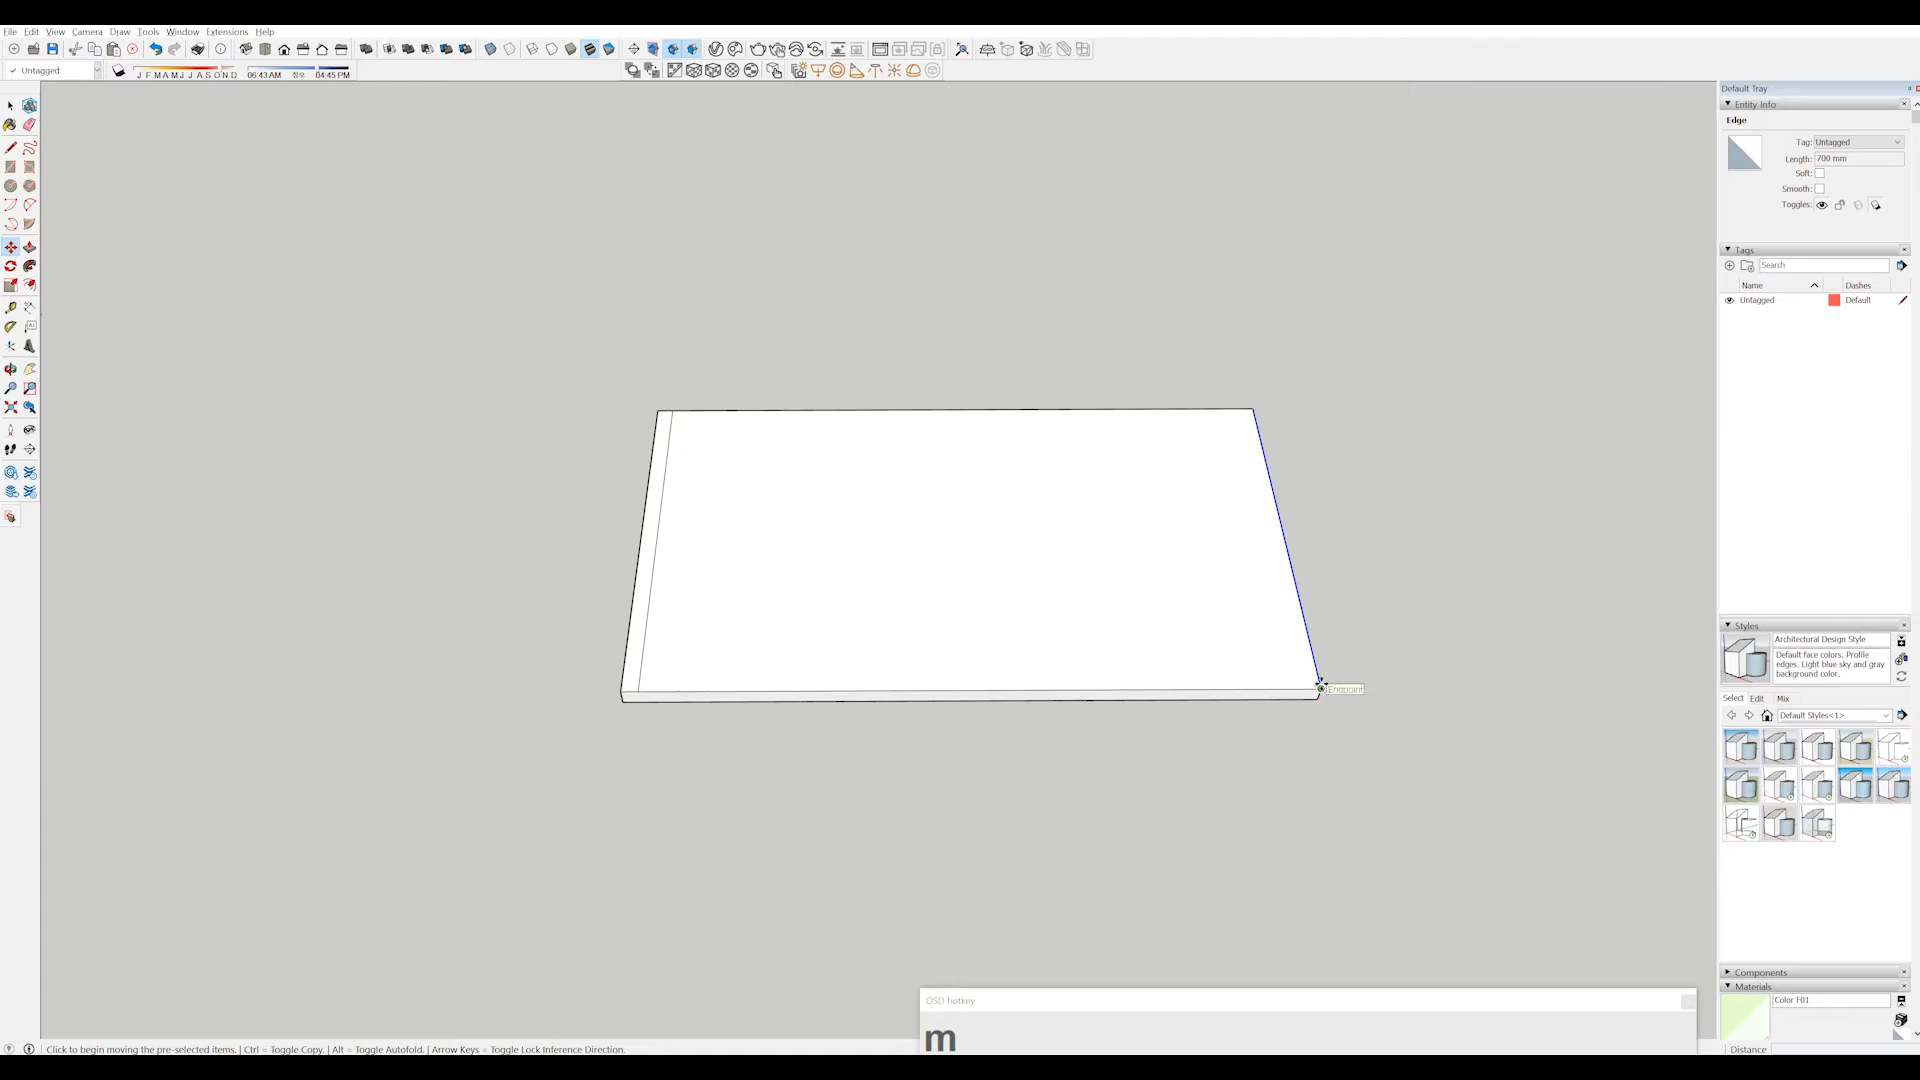 File Edit View Camera Draw Tools Window Extensions Help
Untagged
J F M A M J J A S O N D 06:43 AM 정오 04:45 PM
Default Tray
Entity Info
Edge
Tag: Untagged
Length: 700 mm
Soft:
Smooth:
Toggles:
Tags
Search
Name Dashes
Untagged Default
Endpoint
Styles
Architectural Design Style
Default face colors. Profile
edges. Light blue sky and gray
background color.
Select Edit Mix
Default Styles<1>
Components
Materials
Color F01
OSD hotkey
m
Click to begin moving the pre-selected items. | Ctrl = Toggle Copy. | Alt = Toggle Autofold. | Arrow Keys = Toggle Lock Inference Direction.
Distance